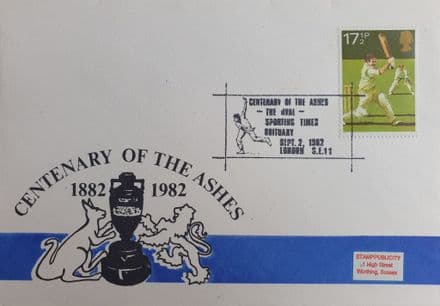 17½P
CENTENARY OF THE ASHES
- THE OVAL -
SPORTING TIMES
OBITUARY
SEPT. 2, 1982
LONDON S.E.11
CENTENARY OF THE ASHES
1882 1982
STAMPPUBLICITY
1 High Street
Worthing, Sussex